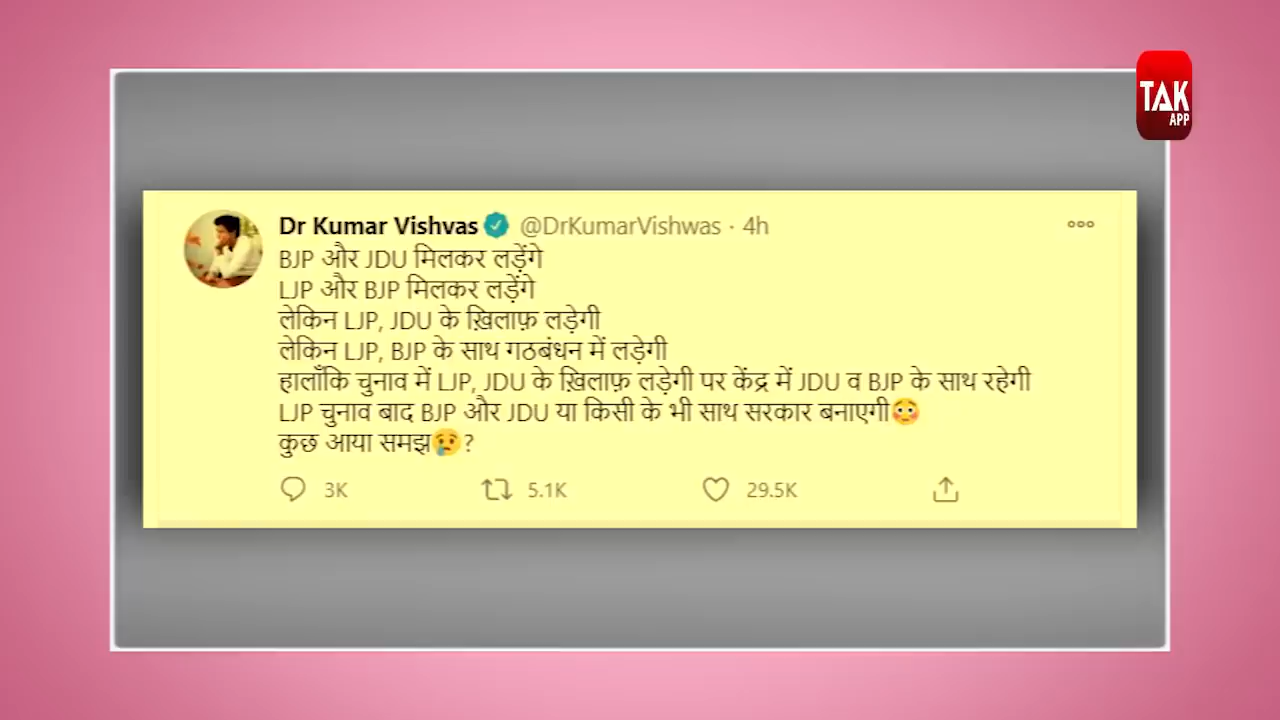 TAK
APP
Dr Kumar Vishvas @DrKumarVishwas · 4h
BJP और JDU मिलकर लड़ेंगे
LJP और BJP मिलकर लड़ेंगे
लेकिन LJP, JDU के ख़िलाफ़ लड़ेगी
लेकिन LJP, BJP के साथ गठबंधन में लड़ेगी
हालाँकि चुनाव में LJP, JDU के ख़िलाफ़ लड़ेगी पर केंद्र में JDU व BJP के साथ रहेगी
LJP चुनाव बाद BJP और JDU या किसी के भी साथ सरकार बनाएगी😳
कुछ आया समझ😢?
3K 5.1K 29.5K